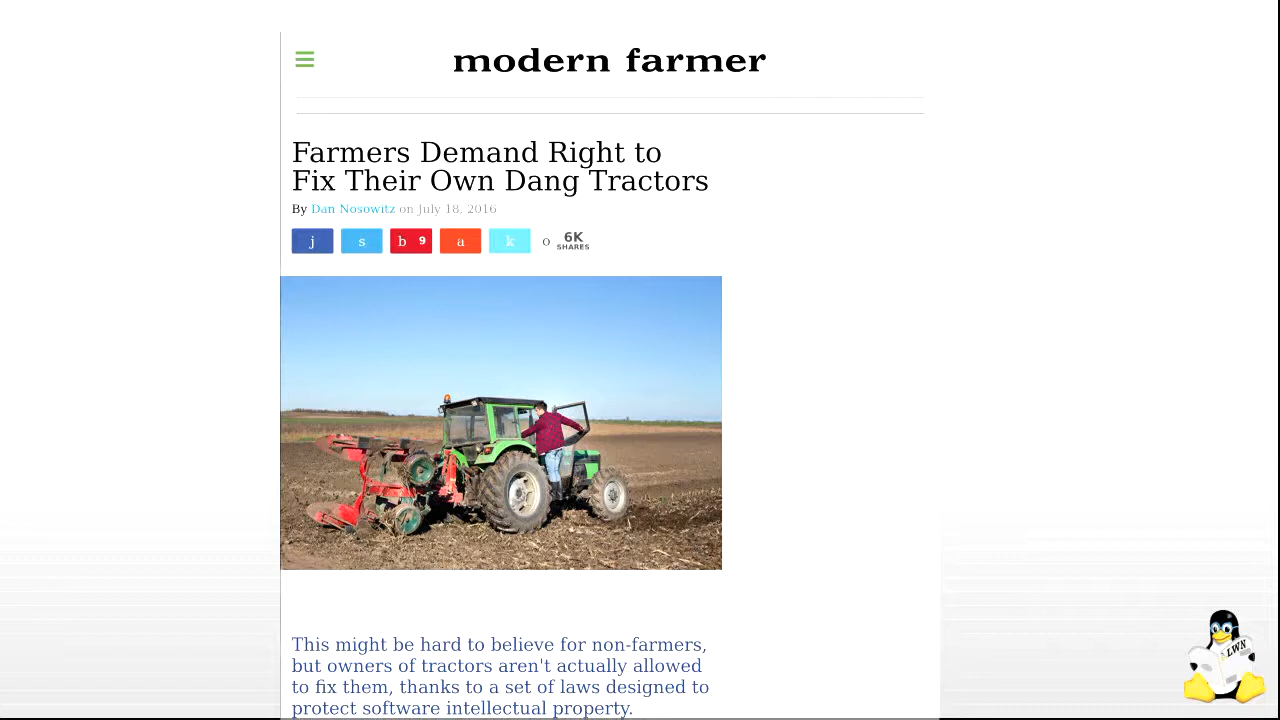 modern farmer
Farmers Demand Right to
Fix Their Own Dang Tractors
By Dan Nosowitz on July 18, 2016
j s b 9 a k o 6K
SHARES
This might be hard to believe for non-farmers,
but owners of tractors aren't actually allowed
to fix them, thanks to a set of laws designed to
protect software intellectual property.
LWN